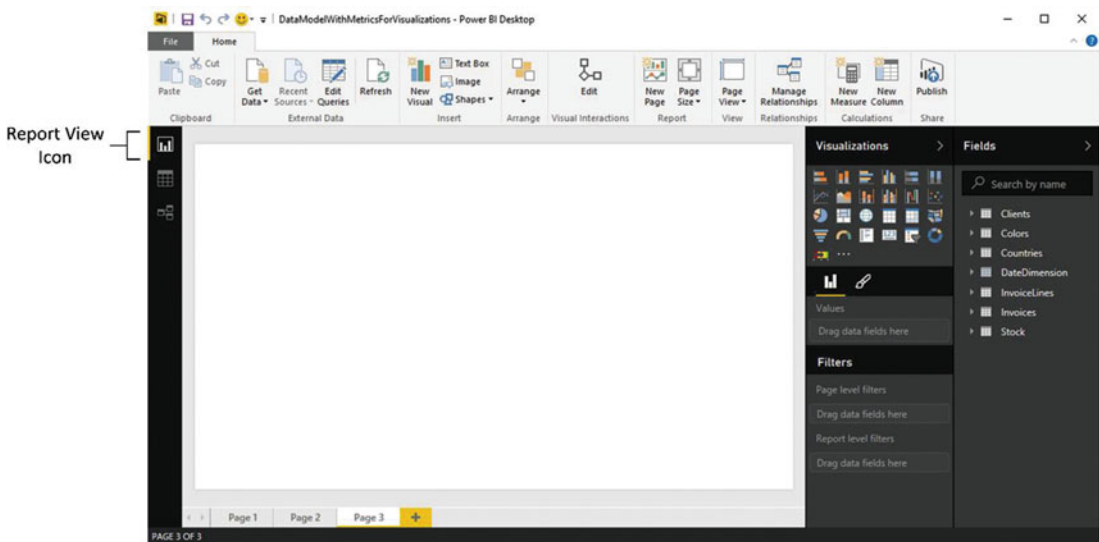 DataModelWithMetricsForVisualizations - Power BI Desktop
File Home
Cut
Copy
Paste
Get Data
Recent Sources
Edit Queries
Refresh
New Visual
Text Box
Image
Shapes
Arrange
Edit
New Page
Page Size
Page View
Manage Relationships
New Measure
New Column
Publish
Clipboard External Data Insert Arrange Visual Interactions Report View Relationships Calculations Share
Report View
Icon
Visualizations
Values
Drag data fields here
Filters
Page level filters
Drag data fields here
Report level filters
Drag data fields here
Fields
Search by name
Clients
Colors
Countries
DateDimension
InvoiceLines
Invoices
Stock
Page 1 Page 2 Page 3
PAGE 3 OF 3